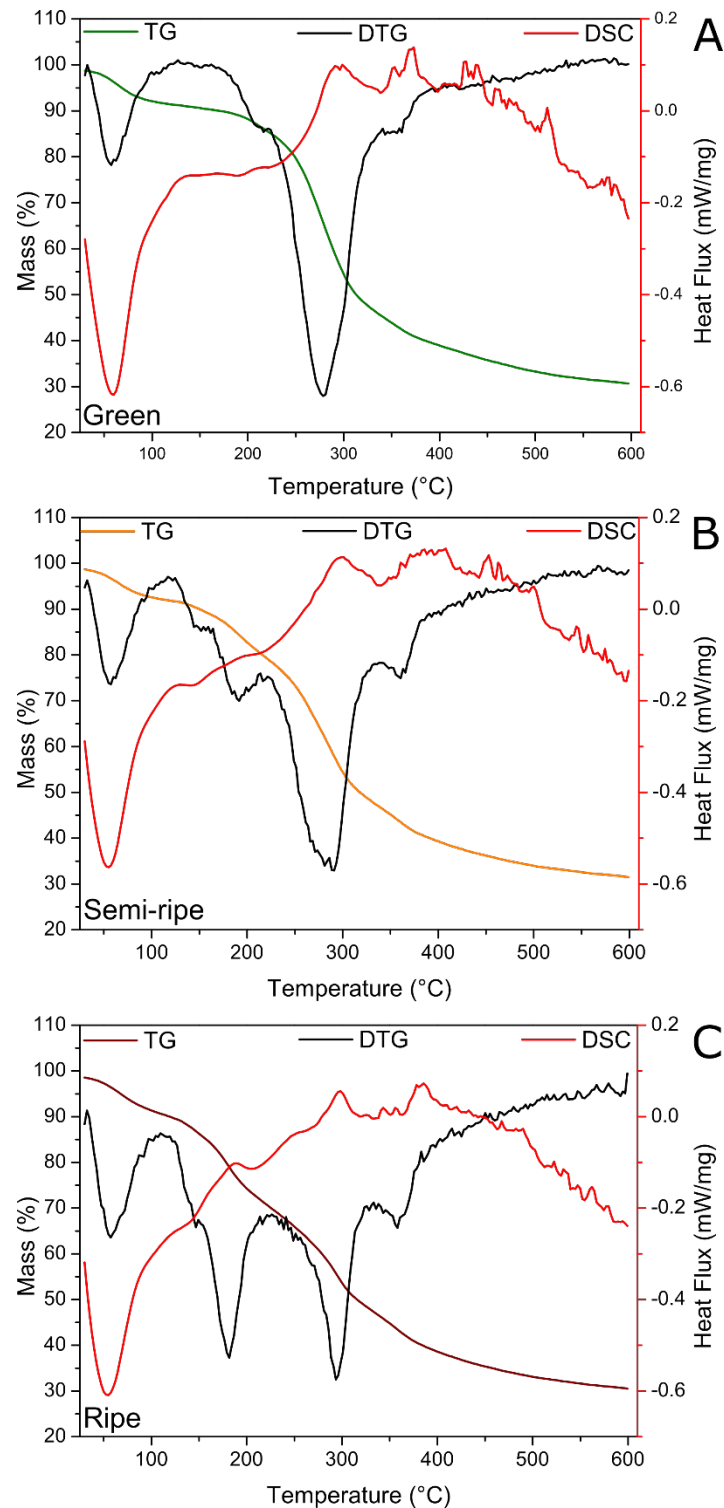 TG DTG DSC A
110
100
90
80
70
60
50
40
30
20
Mass (%)
0.2
0.0
-0.2
-0.4
-0.6
Heat Flux (mW/mg)
Green
100 200 300 400 500 600
Temperature (°C)
TG DTG DSC B
110
100
90
80
70
60
50
40
30
20
Mass (%)
0.2
0.0
-0.2
-0.4
-0.6
Heat Flux (mW/mg)
Semi-ripe
100 200 300 400 500 600
Temperature (°C)
TG DTG DSC C
110
100
90
80
70
60
50
40
30
20
Mass (%)
0.2
0.0
-0.2
-0.4
-0.6
Heat Flux (mW/mg)
Ripe
100 200 300 400 500 600
Temperature (°C)